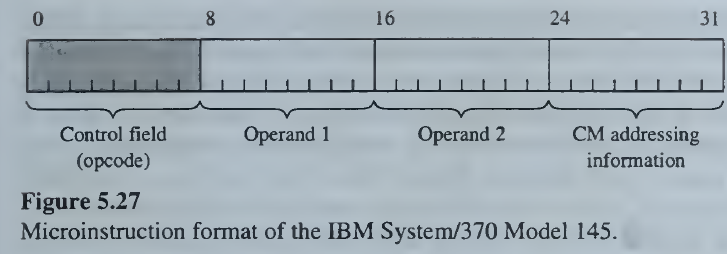 0 8 16 24 31
Control field Operand 1 Operand 2 CM addressing
(opcode) information
Figure 5.27
Microinstruction format of the IBM System/370 Model 145.